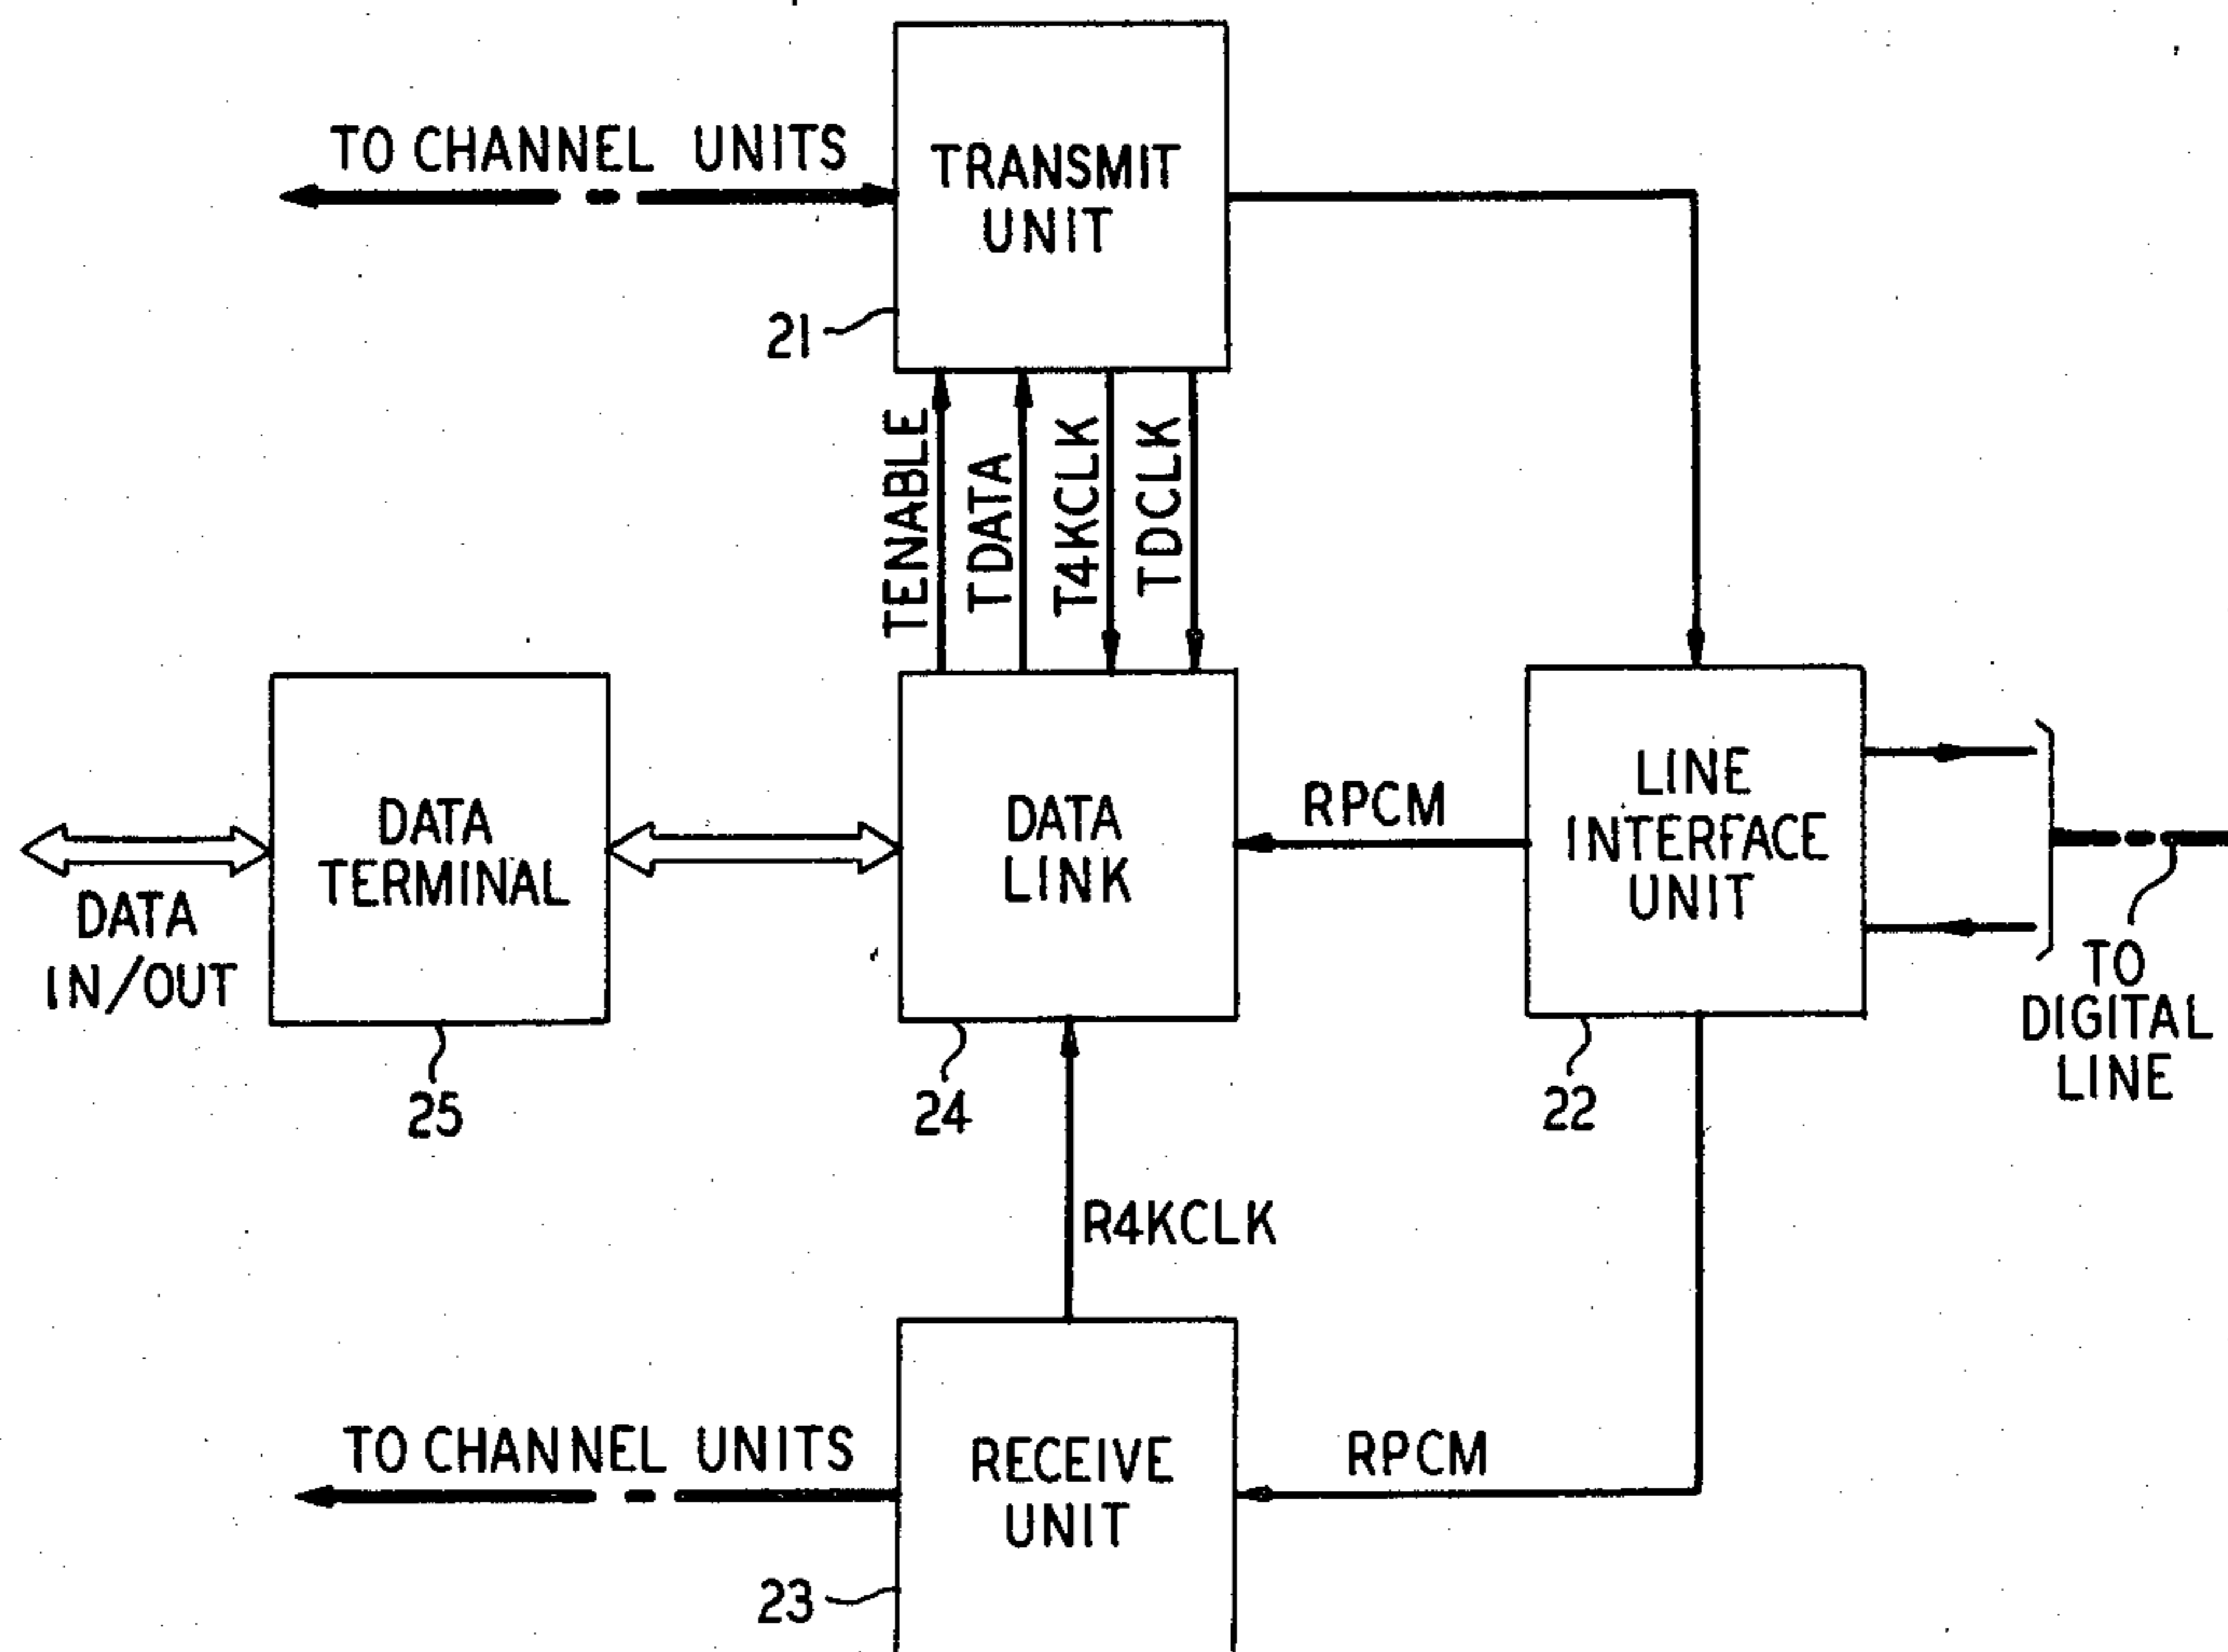 TO CHANNEL UNITS
TRANSMIT
UNIT
21
TENABLE
TDATA
T4KCLK
TDCLK
DATA
TERMINAL
DATA
IN/OUT
25
DATA
LINK
24
RPCM
LINE
INTERFACE
UNIT
22
TO
DIGITAL
LINE
R4KCLK
TO CHANNEL UNITS
RECEIVE
UNIT
23
RPCM